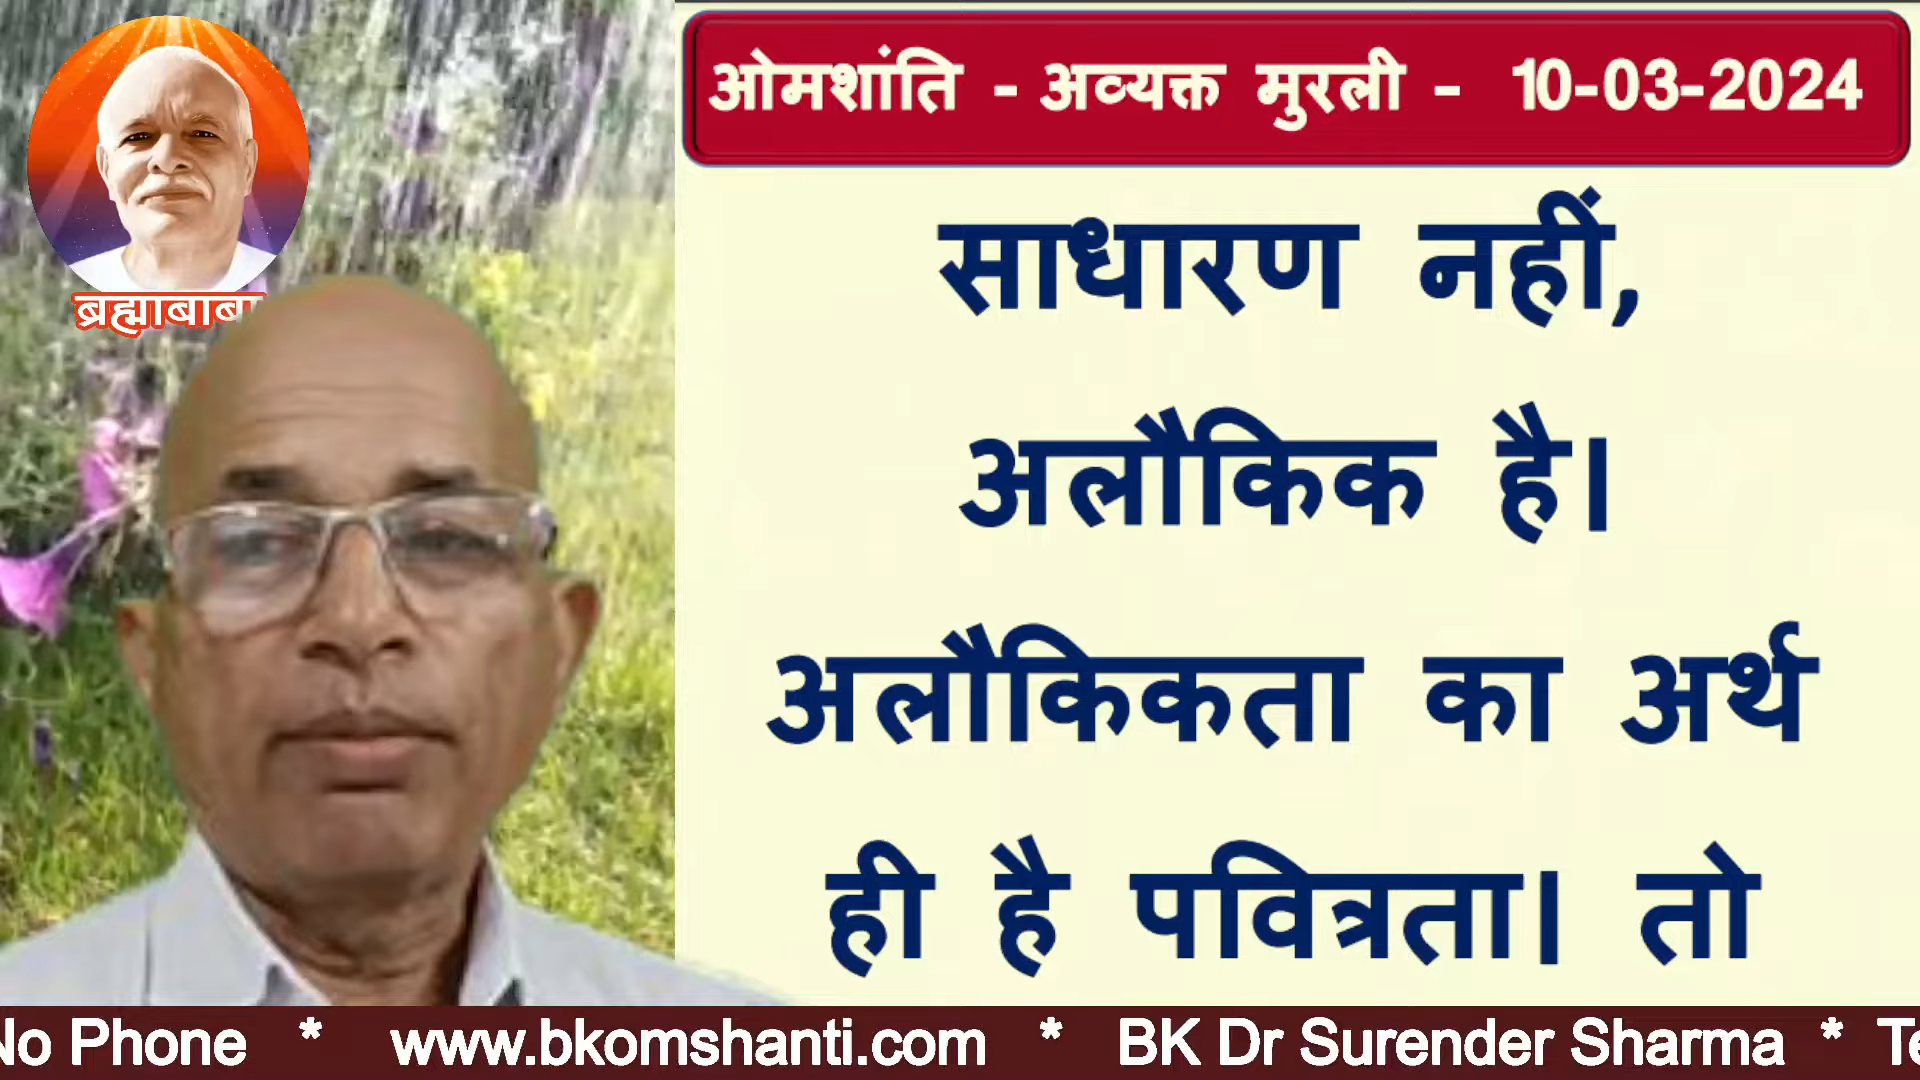 ओमशांति - अव्यक्त मुरली - 10-03-2024
ब्रह्माबाबा
साधारण नहीं,
अलौकिक है।
अलौकिकता का अर्थ
ही है पवित्रता। तो
No Phone * www.bkomshanti.com * BK Dr Surender Sharma *